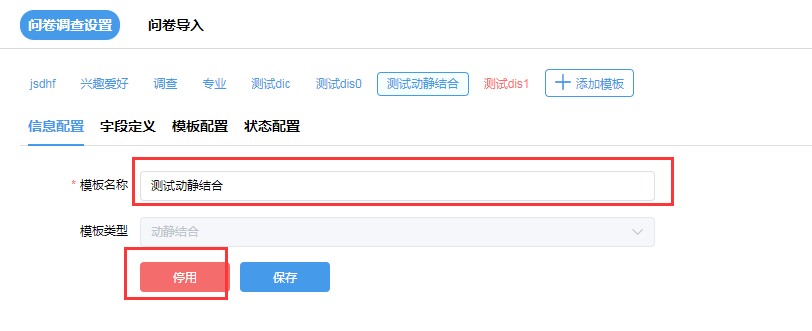 问卷调查设置 问卷导入
jsdhf 兴趣爱好 调查 专业 测试dic 测试dis0 测试动静结合 测试dis1 添加模板
信息配置 字段定义 模板配置 状态配置
* 模板名称 测试动静结合
模板类型 动静结合
停用 保存